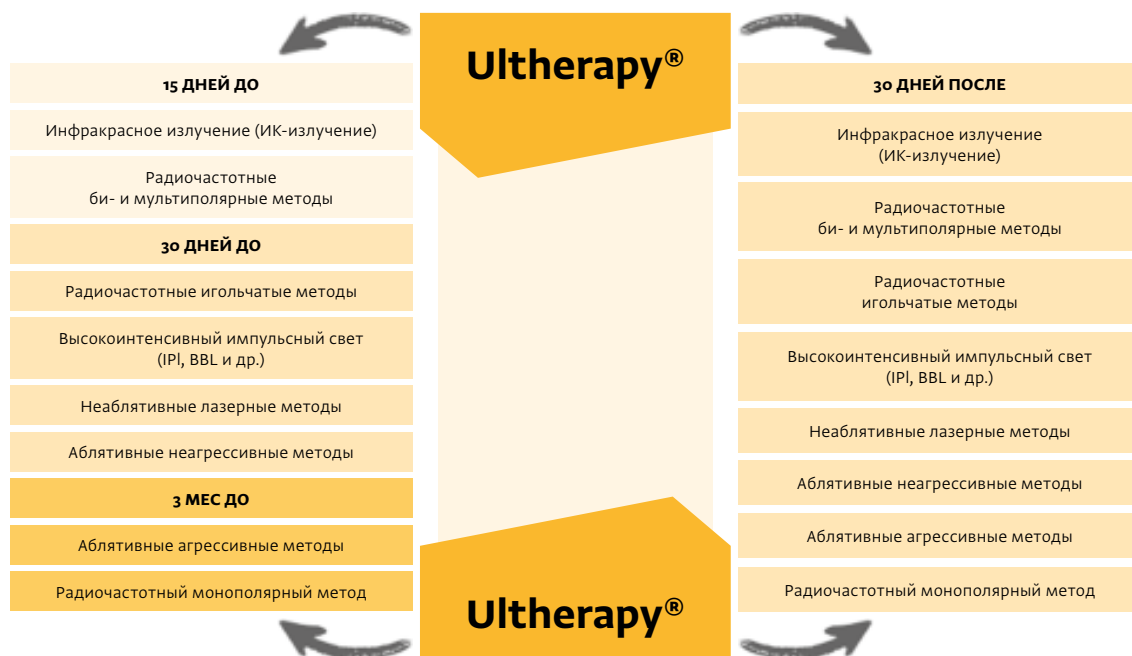 Ultherapy®
15 ДНЕЙ ДО
Инфракрасное излучение (ИК-излучение)
Радиочастотные
би- и мультиполярные методы
30 ДНЕЙ ДО
Радиочастотные игольчатые методы
Высокоинтенсивный импульсный свет
(IPl, BBL и др.)
Неаблятивные лазерные методы
Аблятивные неагрессивные методы
3 МЕС ДО
Аблятивные агрессивные методы
Радиочастотный монополярный метод
30 ДНЕЙ ПОСЛЕ
Инфракрасное излучение
(ИК-излучение)
Радиочастотные
би- и мультиполярные методы
Радиочастотные
игольчатые методы
Высокоинтенсивный импульсный свет
(IPl, BBL и др.)
Неаблятивные лазерные методы
Аблятивные неагрессивные методы
Аблятивные агрессивные методы
Радиочастотный монополярный метод
Ultherapy®